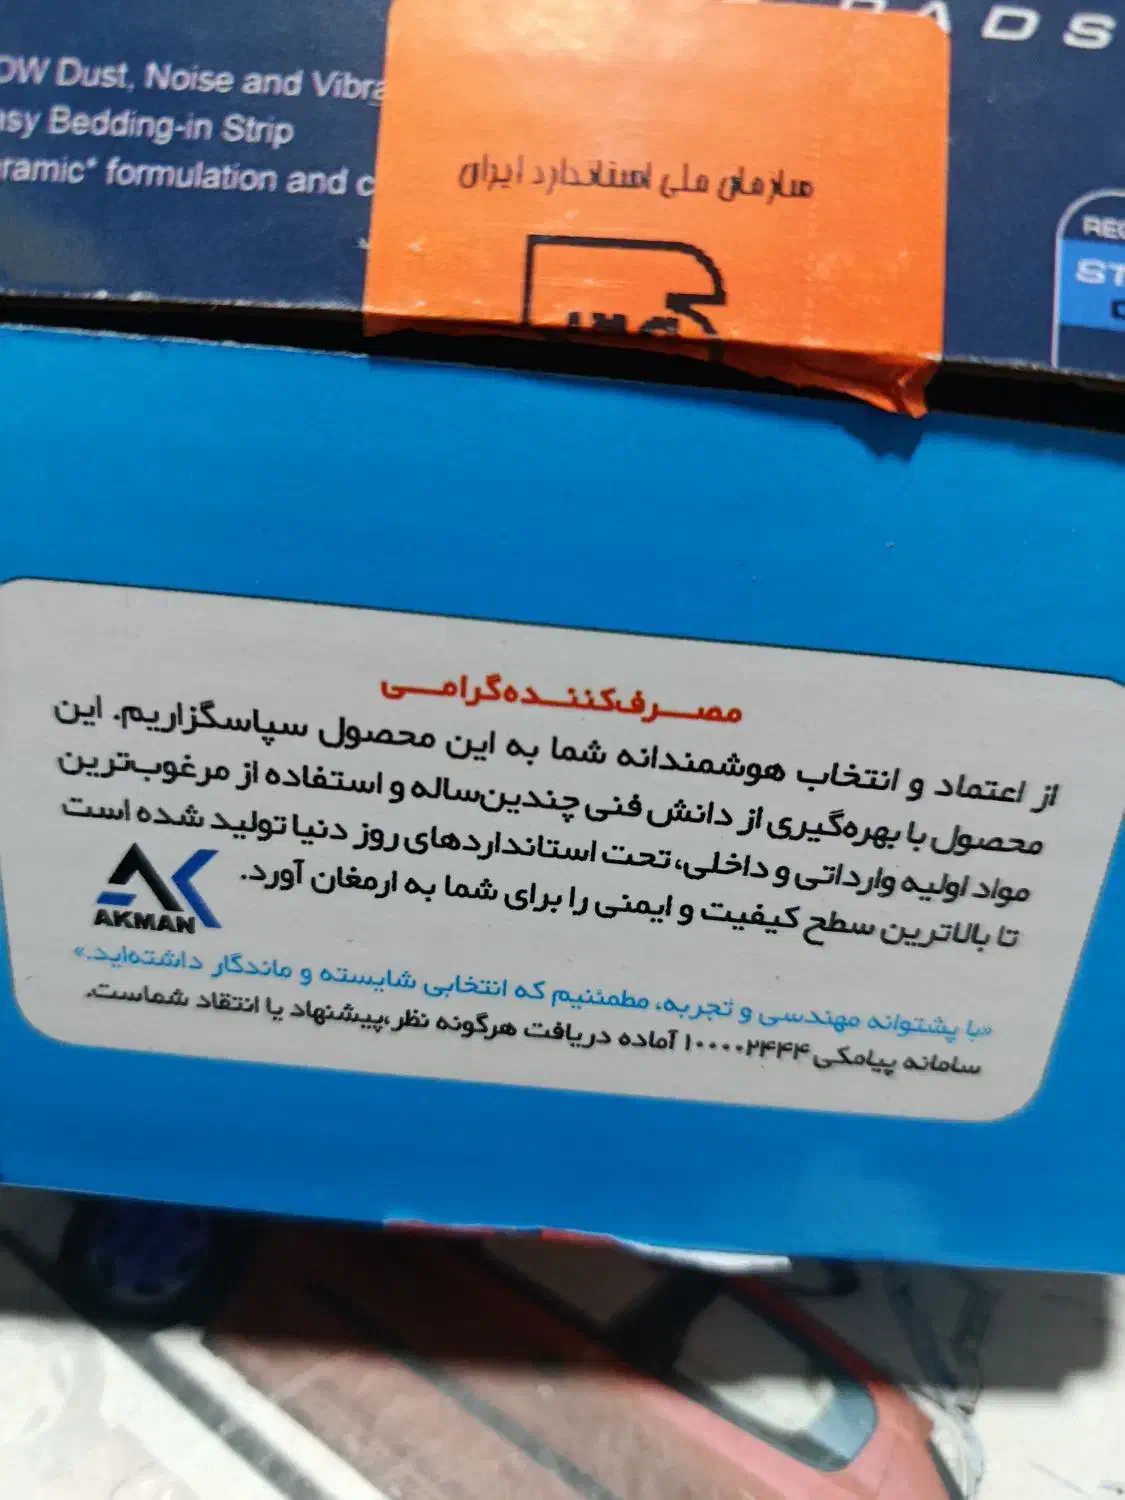 PADS
OW Dust, Noise and Vibra
asy Bedding-in Strip
ramic* formulation and c
سازمان ملی استاندارد ایران
REC
ST
مصرف‌کننده گرامی
از اعتماد و انتخاب هوشمندانه شما به این محصول سپاسگزاریم. این
محصول با بهره‌گیری از دانش فنی چندین‌ساله و استفاده از مرغوب‌ترین
مواد اولیه وارداتی و داخلی، تحت استانداردهای روز دنیا تولید شده است
تا بالاترین سطح کیفیت و ایمنی را برای شما به ارمغان آورد.
AKMAN
«با پشتوانه مهندسی و تجربه، مطمئنیم که انتخابی شایسته و ماندگار داشته‌اید.»
سامانه پیامکی ۱۰۰۰۰۲۴۴۴ آماده دریافت هرگونه نظر، پیشنهاد یا انتقاد شماست.